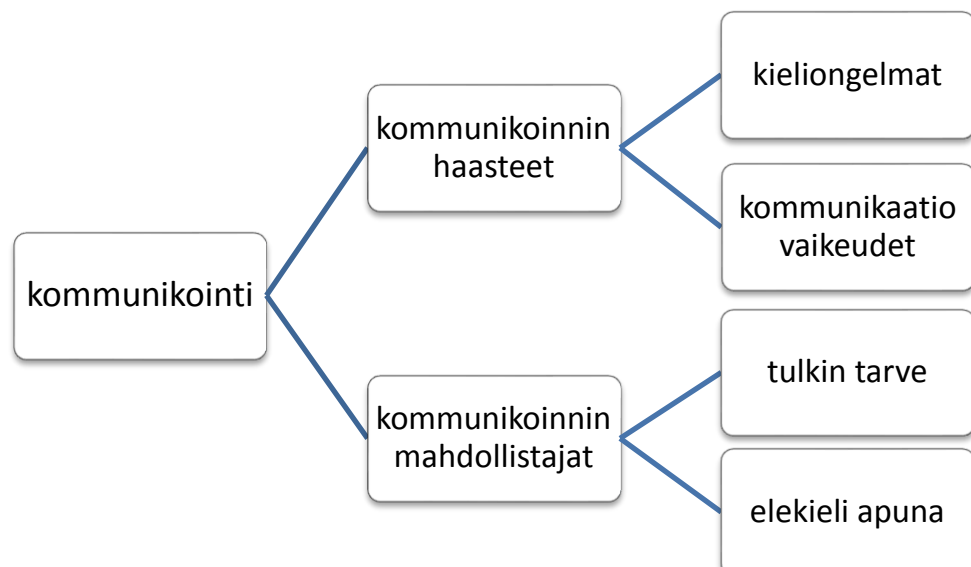 kommunikointi
kommunikoinnin
haasteet
kieliongelmat
kommunikaatio
vaikeudet
kommunikoinnin
mahdollistajat
tulkin tarve
elekieli apuna